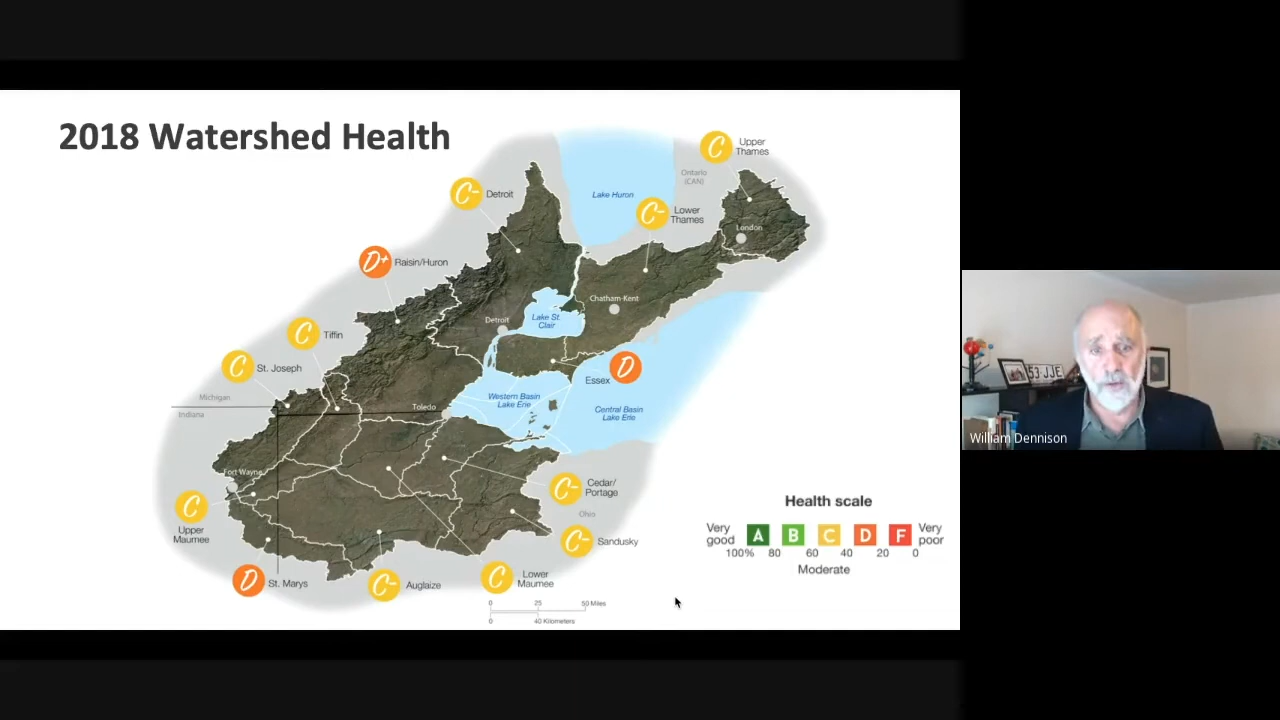 2018 Watershed Health
C
Upper
Thames
Ontario
(CAN)
C-
Detroit
Lake Huron
C-
Lower
Thames
London
D+
Raisin/Huron
Chatham-Kent
Detroit
Lake St.
Clair
C
Tiffin
C
St. Joseph
Essex
D
Michigan
Indiana
Toledo
Western Basin
Lake Erie
Central Basin
Lake Erie
53·JJE
William Dennison
Fort Wayne
C-
Cedar/
Portage
Ohio
C
Upper
Maumee
C-
Sandusky
D
St. Marys
C-
Auglaize
C
Lower
Maumee
Health scale
Very
good
A B C D F
Very
poor
100% 80 60 40 20 0
Moderate
0 25 50 Miles
0 40 Kilometers